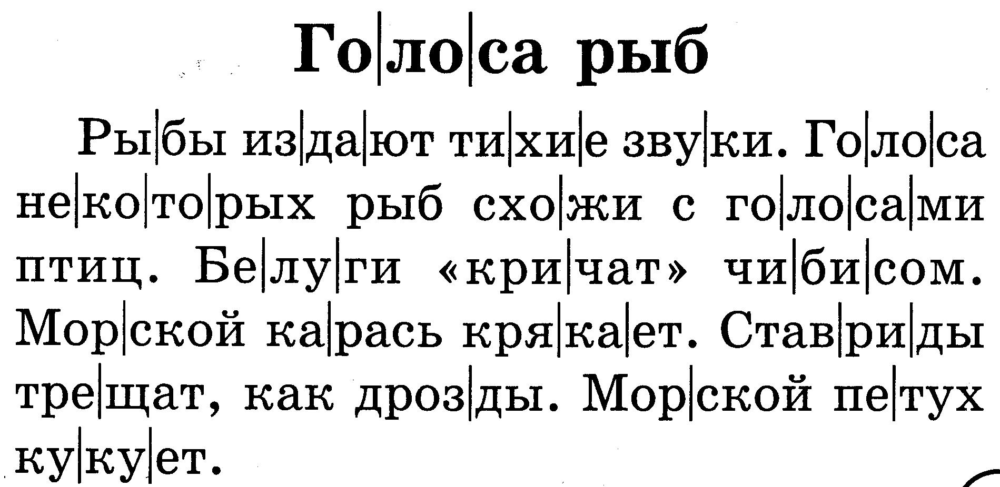 Го|ло|са рыб
Ры|бы из|да|ют ти|хи|е зву|ки. Го|ло|са
не|ко|то|рых рыб схо|жи с го|ло|са|ми
птиц. Бе|лу|ги «кри|чат» чи|би|сом.
Мор|ской ка|рась кря|ка|ет. Став|ри|ды
тре|щат, как дроз|ды. Мор|ской пе|тух
ку|ку|ет.